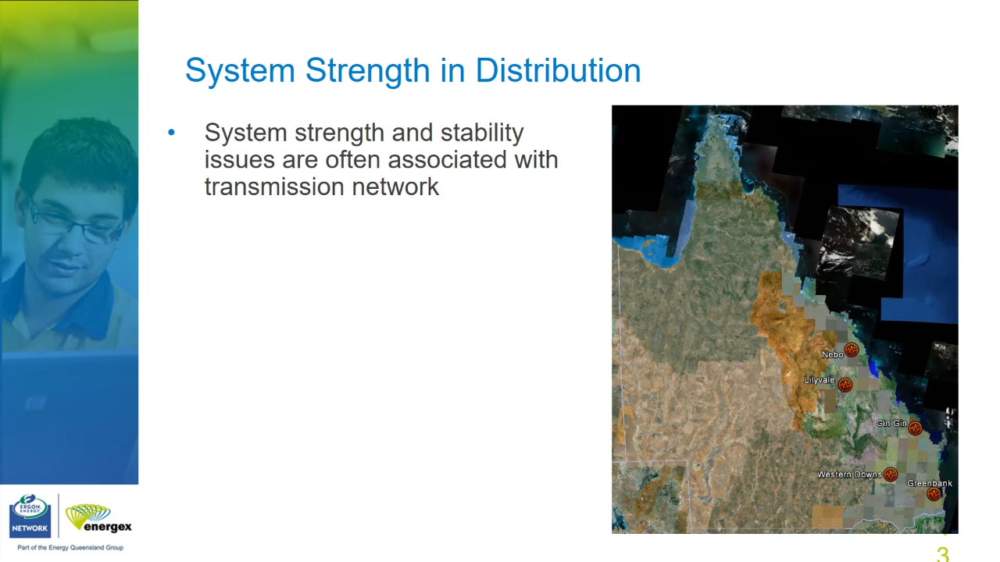 System Strength in Distribution
• System strength and stability
issues are often associated with
transmission network
Nebo
Lilyvale
Gin Gin
Western Downs
Greenbank
ERGON
ENERGY
NETWORK
energex
Part of the Energy Queensland Group
3